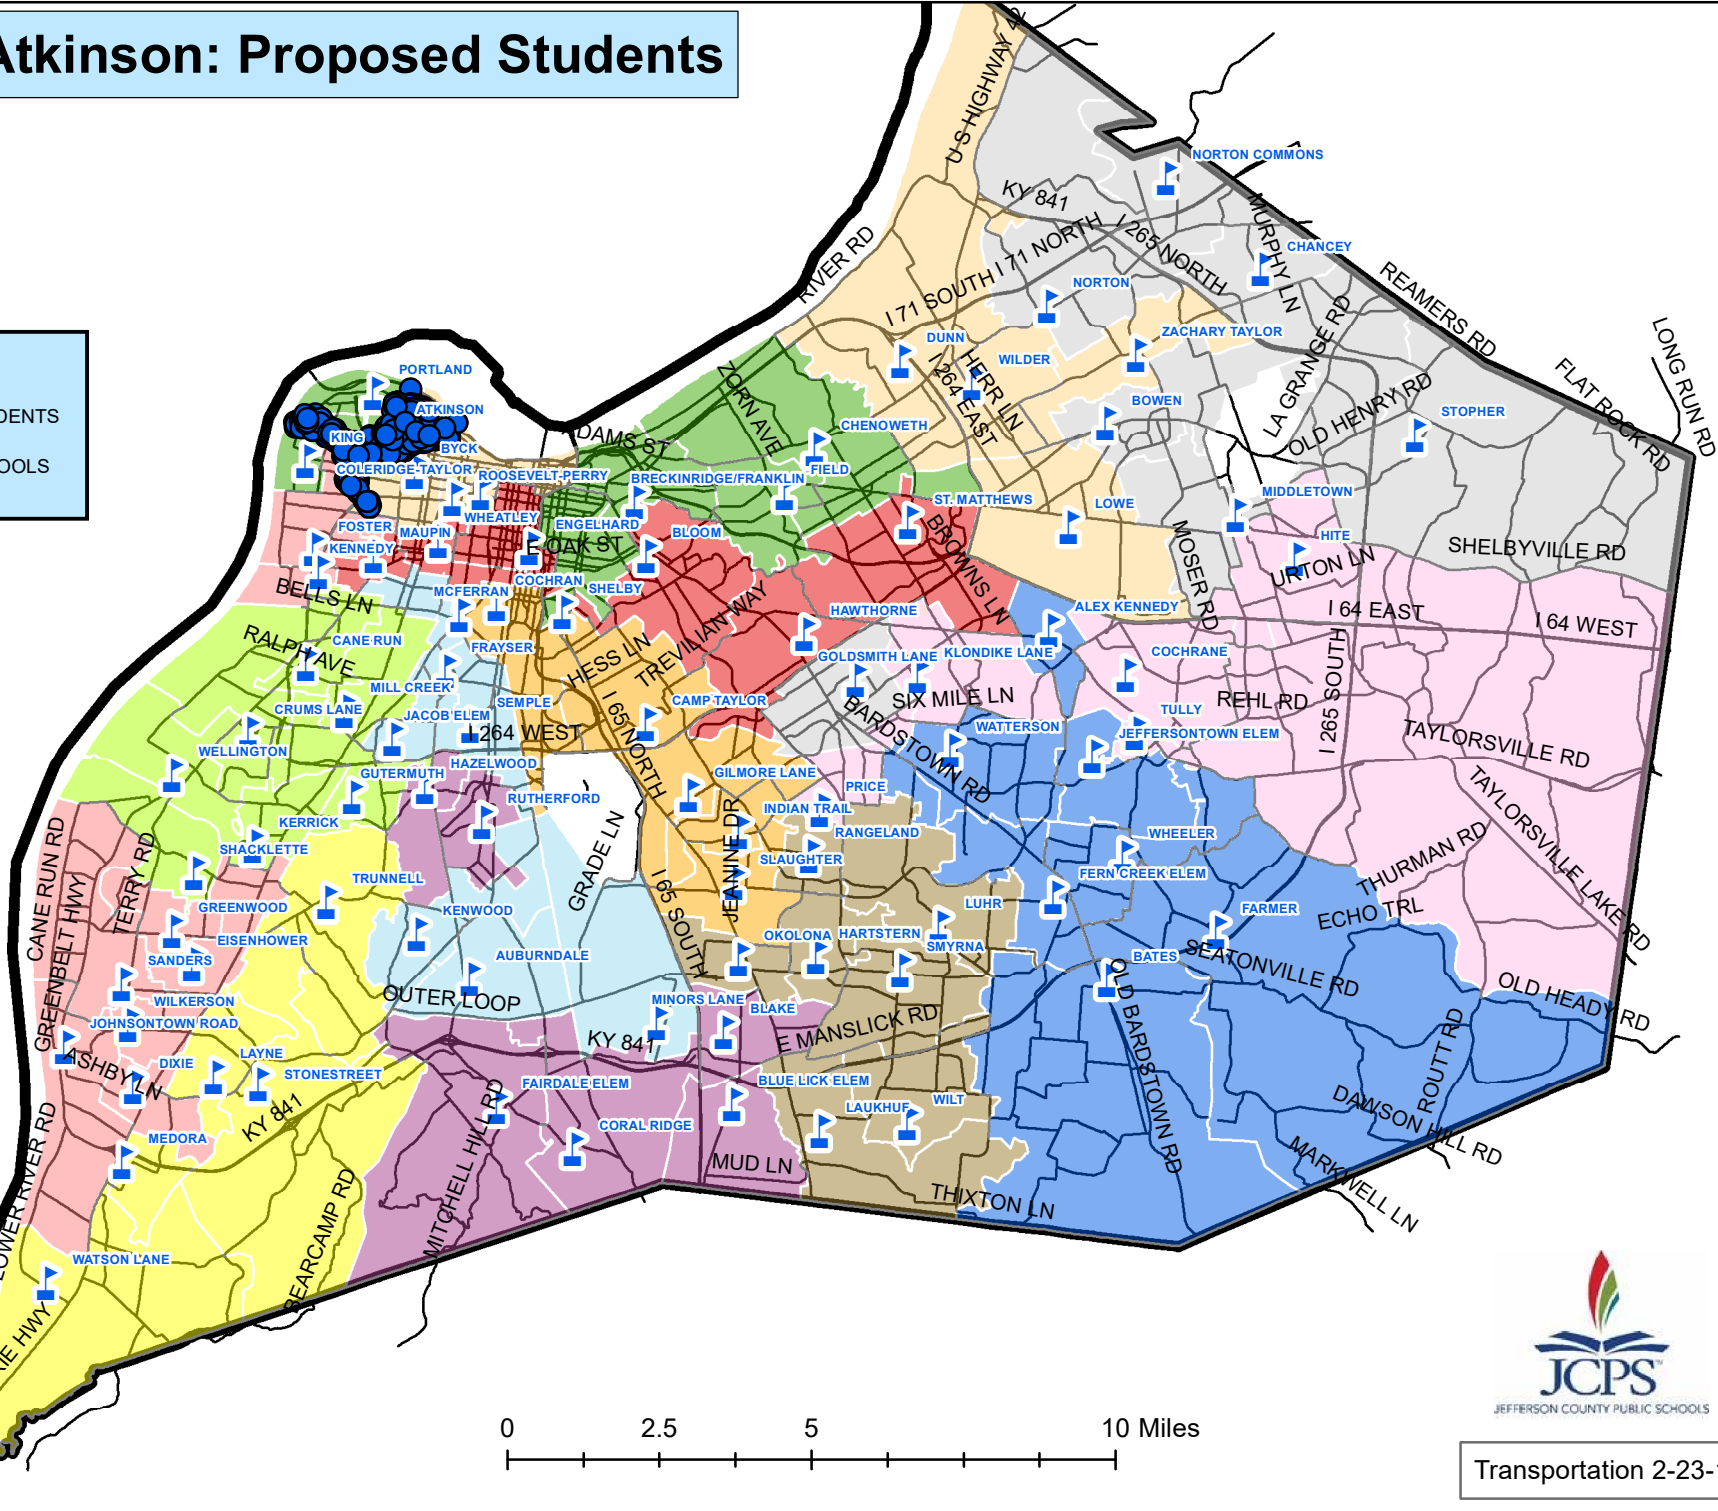 Atkinson: Proposed Students
U S HIGHWAY 42
NORTON COMMONS
KY 841
MURPHY LN
I 265 NORTH
I 71 NORTH
CHANCEY
RIVER RD
REAMERS RD
I 71 SOUTH
NORTON
LA GRANGE RD
LONG RUN RD
ZACHARY TAYLOR
DUNN
WILDER
HERR LN
I 264 EAST
FLAT ROCK RD
PORTLAND
ZORN AVE
OLD HENRY RD
BOWEN
STOPHER
DENTS
ATKINSON
CHENOWETH
KING
DAMS ST
BYCK
OOLS
COLERIDGE-TAYLOR
ROOSEVELT-PERRY
BRECKINRIDGE/FRANKLIN
FIELD
MIDDLETOWN
ST. MATTHEWS
LOWE
WHEATLEY
FOSTER
MAUPIN
ENGELHARD
BLOOM
BROWNS LN
MOSER RD
HITE
KENNEDY
E OAK ST
SHELBYVILLE RD
URTON LN
BELLS LN
COCHRAN
MCFERRAN
SHELBY
HAWTHORNE
ALEX KENNEDY
I 64 EAST
I 64 WEST
RALPH AVE
CANE RUN
FRAYSER
HESS LN
TREVILIAN WAY
GOLDSMITH LANE
KLONDIKE LANE
COCHRANE
MILL CREEK
CRUMS LANE
JACOB ELEM
SEMPLE
I 65 NORTH
CAMP TAYLOR
SIX MILE LN
REHL RD
I 265 SOUTH
BARDSTOWN RD
WATTERSON
TULLY
JEFFERSONTOWN ELEM
TAYLORSVILLE RD
I 264 WEST
WELLINGTON
HAZELWOOD
GUTERMUTH
GILMORE LANE
PRICE
RUTHERFORD
INDIAN TRAIL
TAYLORSVILLE LAKE RD
KERRICK
RANGELAND
WHEELER
SHACKLETTE
GRADE LN
JEANINE DR
SLAUGHTER
THURMAN RD
CANE RUN RD
GREENBELT HWY
TERRY RD
TRUNNELL
FERN CREEK ELEM
GREENWOOD
KENWOOD
I 65 SOUTH
LUHR
FARMER
ECHO TRL
EISENHOWER
OKOLONA
HARTSTERN
SMYRNA
SANDERS
AUBURNDALE
BATES
SEATONVILLE RD
OUTER LOOP
MINORS LANE
BLAKE
OLD HEADY RD
WILKERSON
JOHNSONTOWN ROAD
E MANSLICK RD
KY 841
OLD BARDSTOWN RD
ROUTT RD
ASHBY LN
DIXIE
LAYNE
STONESTREET
FAIRDALE ELEM
BLUE LICK ELEM
WILT
LAUKHUF
DAWSON HILL RD
KY 841
MITCHELL HILL RD
CORAL RIDGE
MEDORA
MUD LN
MARKWELL LN
LOWER RIVER RD
BEARCAMP RD
THIXTON LN
WATSON LANE
IE HWY
JCPS
JEFFERSON COUNTY PUBLIC SCHOOLS
0 2.5 5 10 Miles
Transportation 2-23-